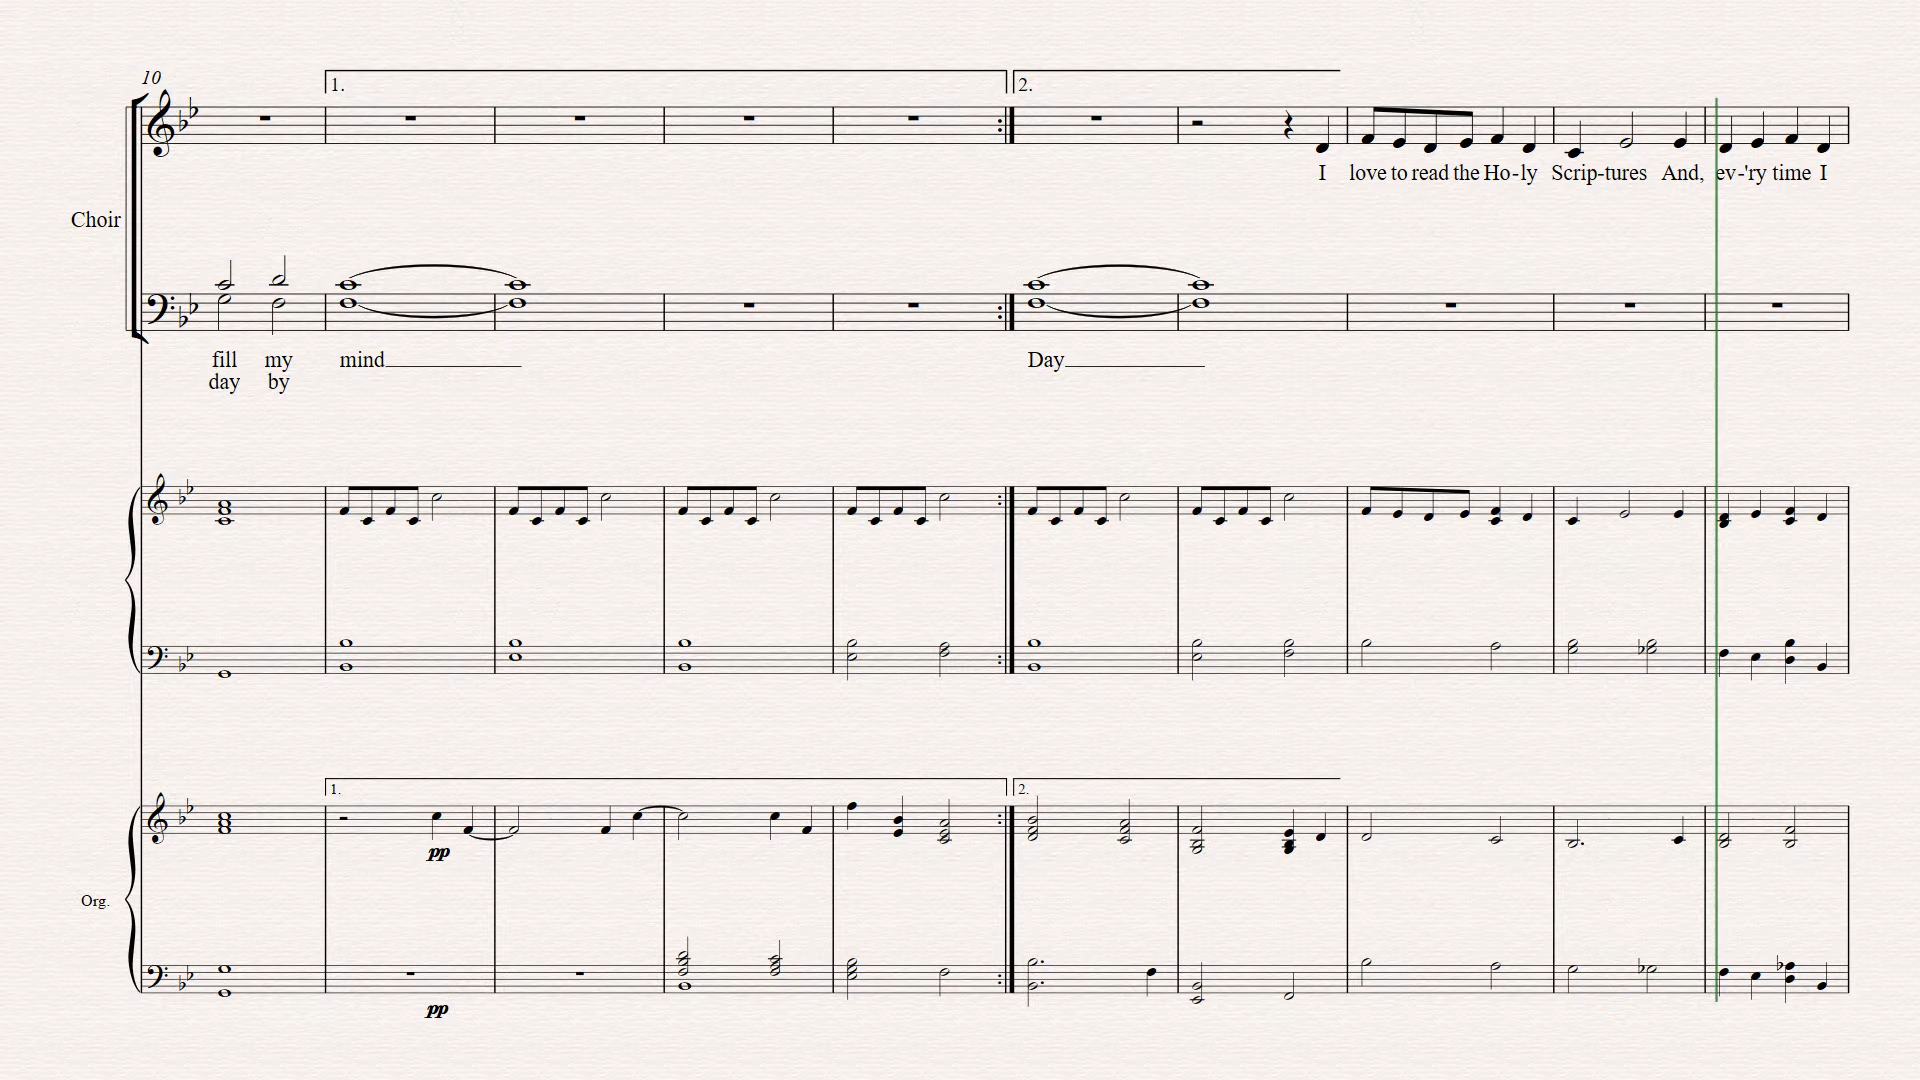 10
1.
2.
I love to read the Ho-ly Scrip-tures And, ev-'ry time I
Choir
fill my mind Day
day by
1.
2.
pp
Org.
pp